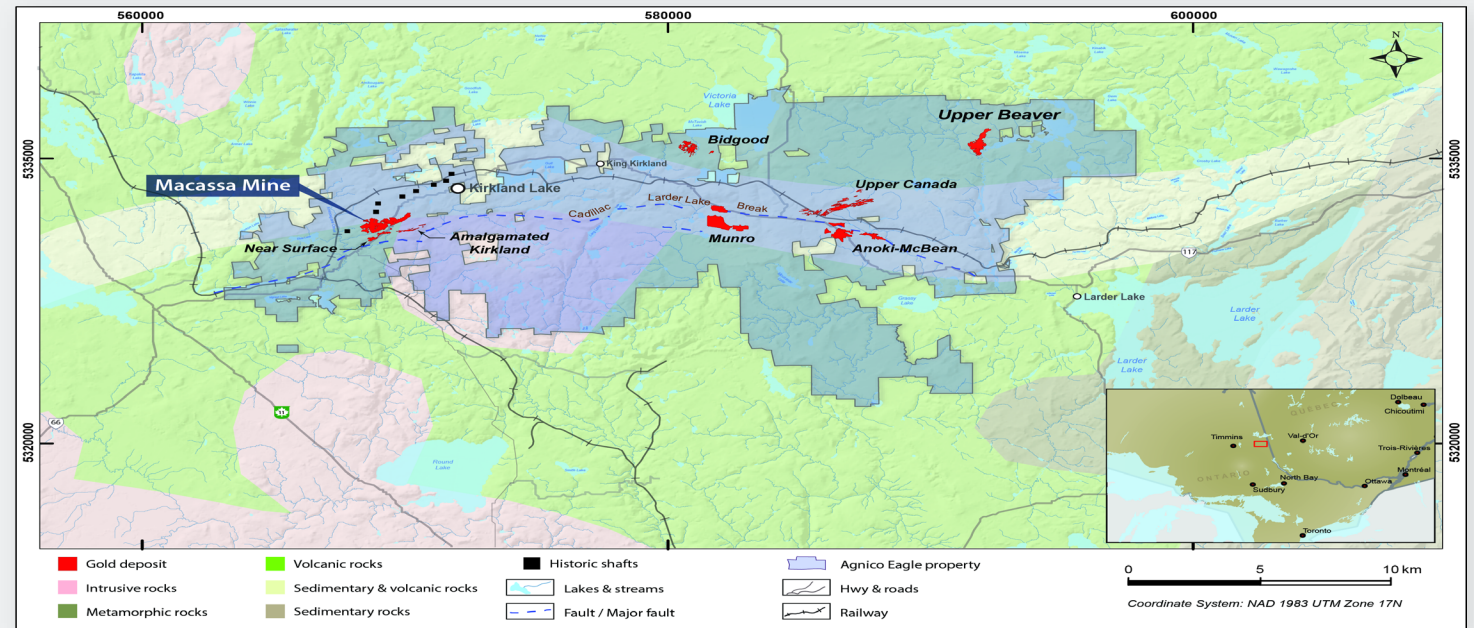 560000
580000
600000
5335000
5335000
5320000
5320000
N
Victoria
Lake
Upper Beaver
Bidgood
King Kirkland
Macassa Mine
Kirkland Lake
Upper Canada
Cadillac
Larder Lake
Break
Near Surface
Amalgamated
Kirkland
Munro
Anoki-McBean
117
Larder Lake
Larder
Lake
Larder
Lake
11
66
Round
Lake
Dolbeau
Chicoutimi
QUÉBEC
Timmins
Val-d'Or
Trois-Rivières
Montréal
ONTARIO
North Bay
Sudbury
Ottawa
Toronto
Gold deposit
Intrusive rocks
Metamorphic rocks
Volcanic rocks
Sedimentary & volcanic rocks
Sedimentary rocks
Historic shafts
Lakes & streams
Fault / Major fault
Agnico Eagle property
Hwy & roads
Railway
0
5
10 km
Coordinate System: NAD 1983 UTM Zone 17N